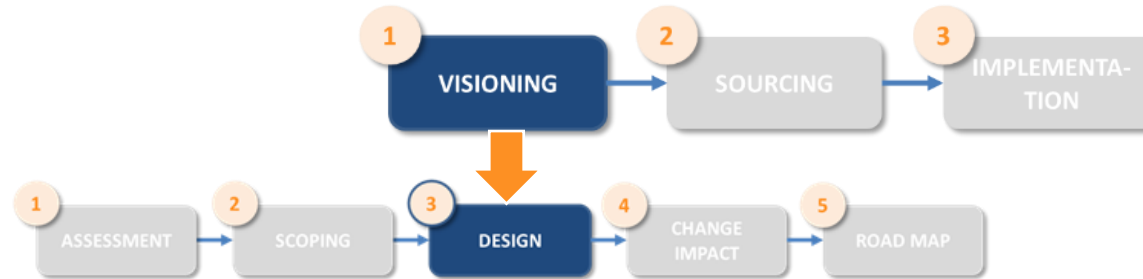 1
VISIONING
2
SOURCING
3
IMPLEMENTA-
TION
1
ASSESSMENT
2
SCOPING
3
DESIGN
4
CHANGE
IMPACT
5
ROAD MAP